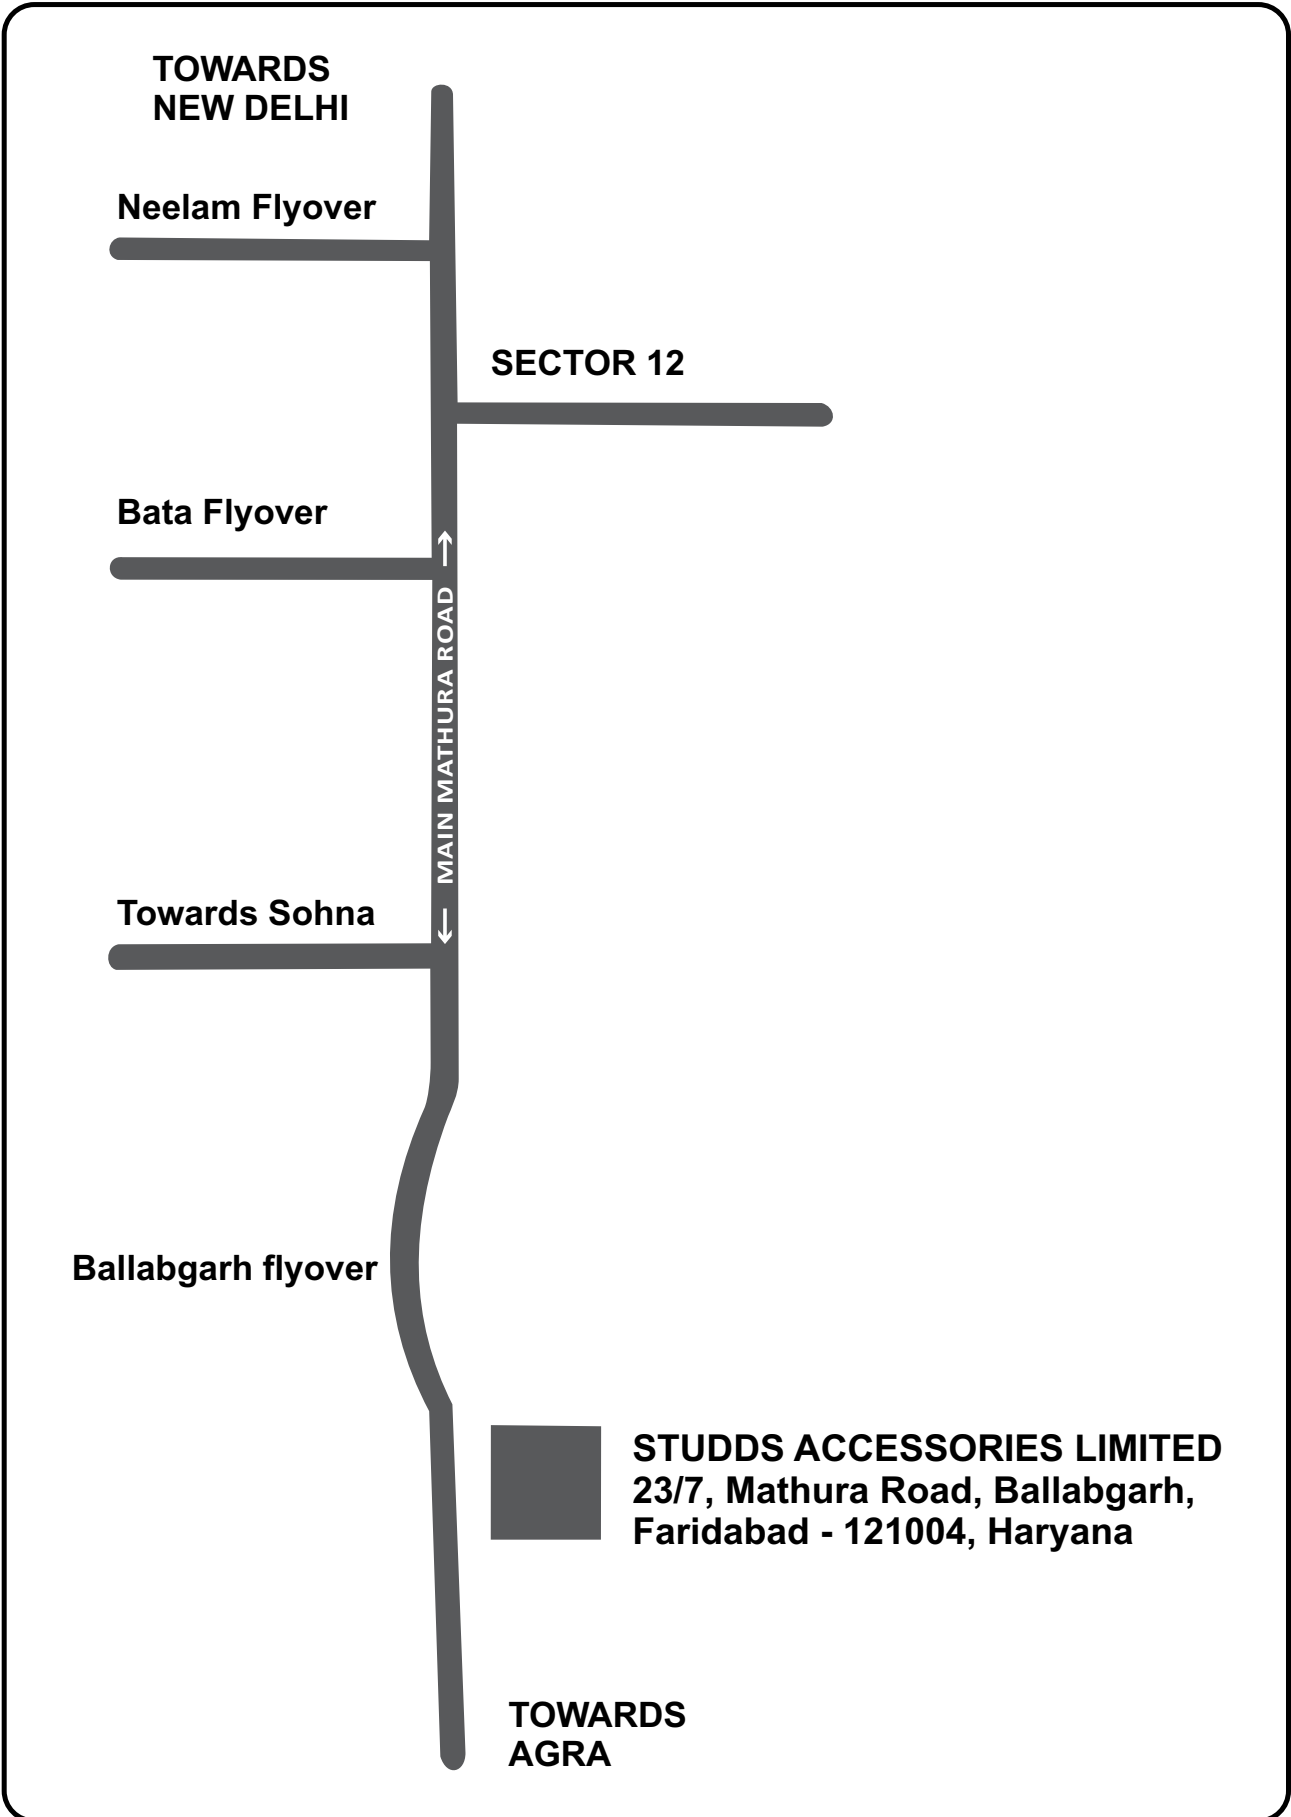 TOWARDS
NEW DELHI
Neelam Flyover
SECTOR 12
Bata Flyover
MAIN MATHURA ROAD
Towards Sohna
Ballabgarh flyover
STUDDS ACCESSORIES LIMITED
23/7, Mathura Road, Ballabgarh,
Faridabad - 121004, Haryana
TOWARDS
AGRA